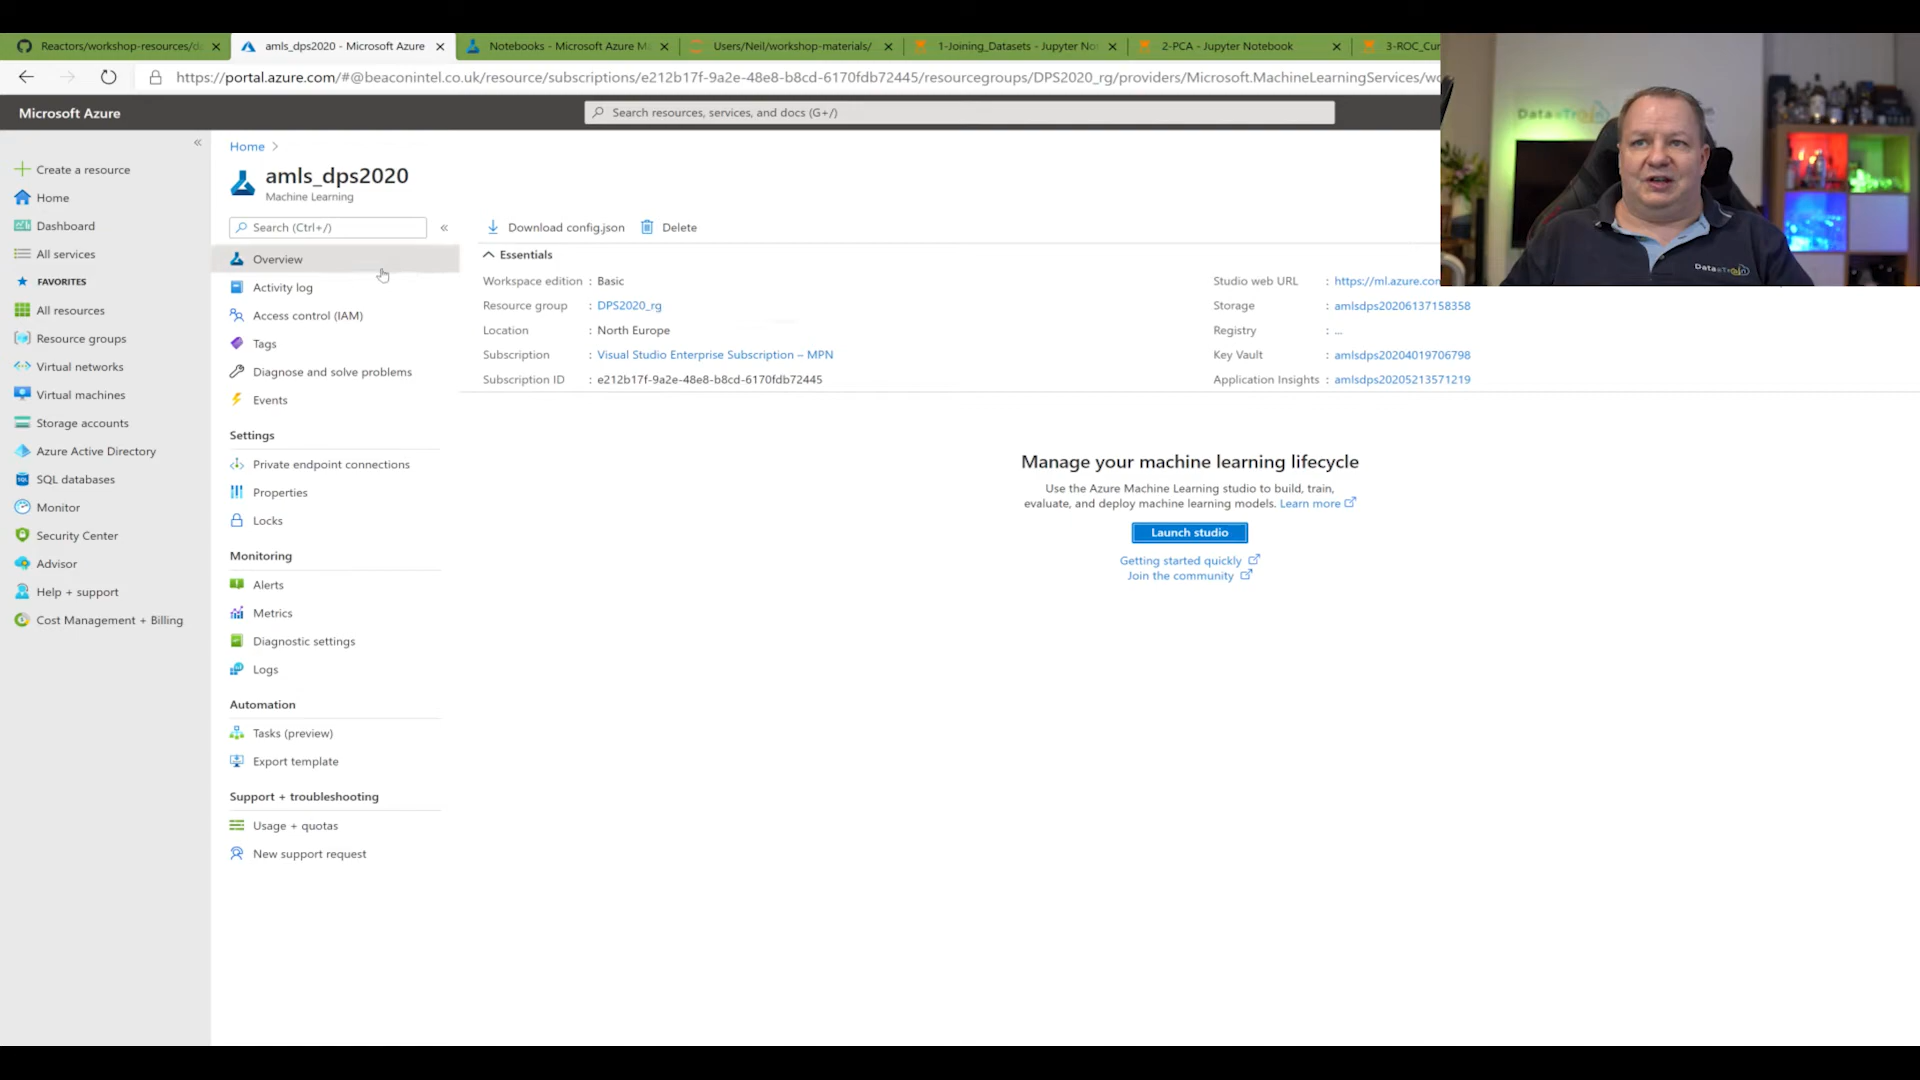 Reactors/workshop-resources/d
amls_dps2020 - Microsoft Azure
Notebooks - Microsoft Azure M
Users/Neil/workshop-materials/
1-Joining_Datasets - Jupyter No
2-PCA - Jupyter Notebook
3-ROC_Cur
https://portal.azure.com/#@beaconintel.co.uk/resource/subscriptions/e212b17f-9a2e-48e8-b8cd-6170fdb72445/resourcegroups/DPS2020_rg/providers/Microsoft.MachineLearningServices/wo
Microsoft Azure
Search resources, services, and docs (G+/)
Create a resource
Home
Dashboard
All services
FAVORITES
All resources
Resource groups
Virtual networks
Virtual machines
Storage accounts
Azure Active Directory
SQL databases
Monitor
Security Center
Advisor
Help + support
Cost Management + Billing
Home >
amls_dps2020
Machine Learning
Search (Ctrl+/)
Overview
Activity log
Access control (IAM)
Tags
Diagnose and solve problems
Events
Settings
Private endpoint connections
Properties
Locks
Monitoring
Alerts
Metrics
Diagnostic settings
Logs
Automation
Tasks (preview)
Export template
Support + troubleshooting
Usage + quotas
New support request
Download config.json
Delete
Essentials
Workspace edition : Basic
Resource group : DPS2020_rg
Location : North Europe
Subscription : Visual Studio Enterprise Subscription – MPN
Subscription ID : e212b17f-9a2e-48e8-b8cd-6170fdb72445
Studio web URL : https://ml.azure.com
Storage : amlsdps20206137158358
Registry : ...
Key Vault : amlsdps20204019706798
Application Insights : amlsdps20205213571219
Manage your machine learning lifecycle
Use the Azure Machine Learning studio to build, train,
evaluate, and deploy machine learning models. Learn more
Launch studio
Getting started quickly
Join the community